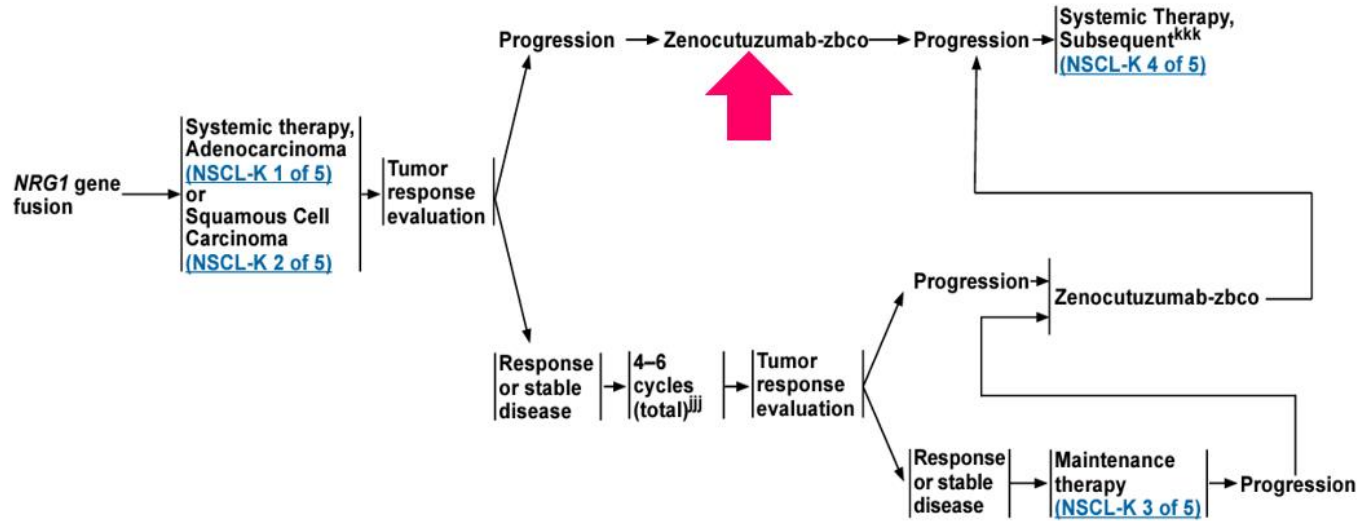 NRG1 gene
fusion
Systemic therapy,
Adenocarcinoma
(NSCL-K 1 of 5)
or
Squamous Cell
Carcinoma
(NSCL-K 2 of 5)
Tumor
response
evaluation
Progression
Zenocutuzumab-zbco
Progression
Systemic Therapy,
Subsequentkkk
(NSCL-K 4 of 5)
Response
or stable
disease
4–6
cycles
(total)jjj
Tumor
response
evaluation
Progression
Zenocutuzumab-zbco
Response
or stable
disease
Maintenance
therapy
(NSCL-K 3 of 5)
Progression